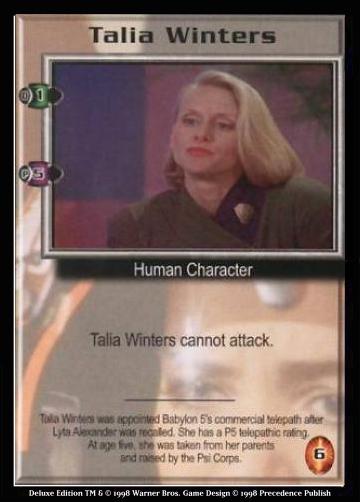 Talia Winters
D 1
P 5
Human Character
Talia Winters cannot attack.
Talia Winters was appointed Babylon 5's commercial telepath after
Lyta Alexander was recalled. She has a P5 telepathic rating.
At age five, she was taken from her parents
and raised by the Psi Corps.
6
Deluxe Edition TM & © 1998 Warner Bros. Game Design © 1998 Precedence Publish